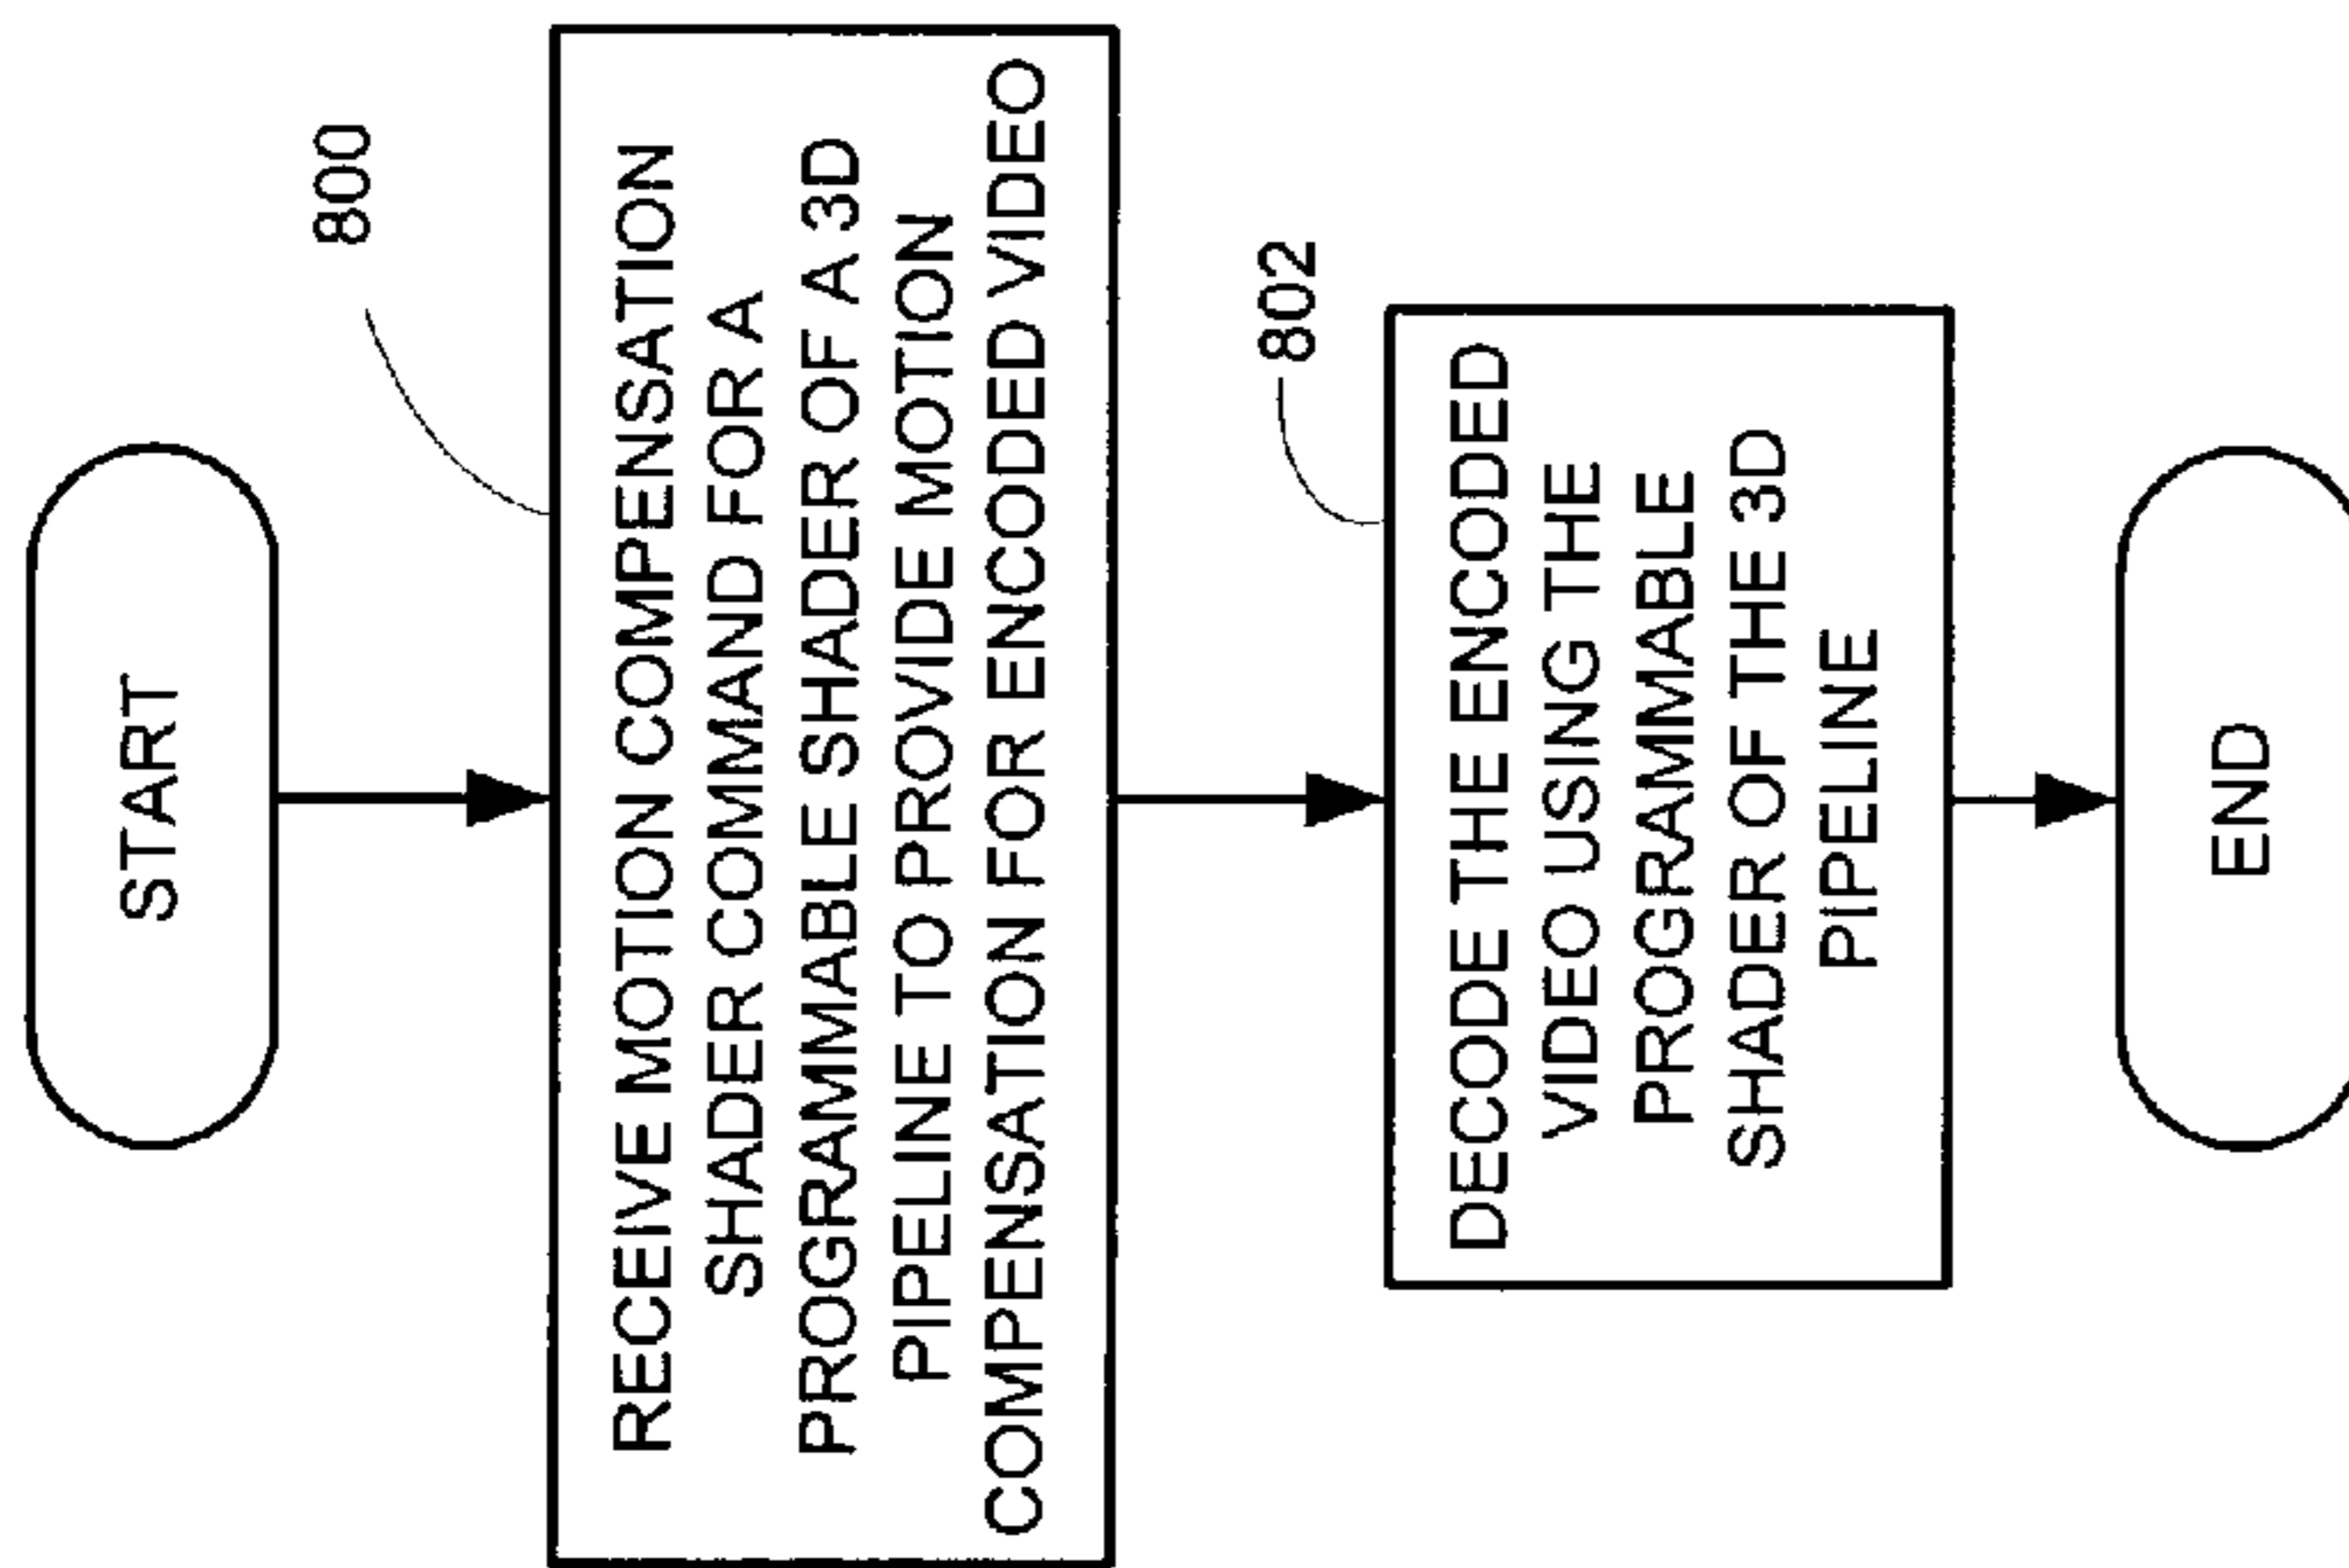 START
800
RECEIVE MOTION COMPENSATION
SHADER COMMAND FOR A
PROGRAMMABLE SHADER OF A 3D
PIPELINE TO PROVIDE MOTION
COMPENSATION FOR ENCODED VIDEO
802
DECODE THE ENCODED
VIDEO USING THE
PROGRAMMABLE
SHADER OF THE 3D
PIPELINE
END